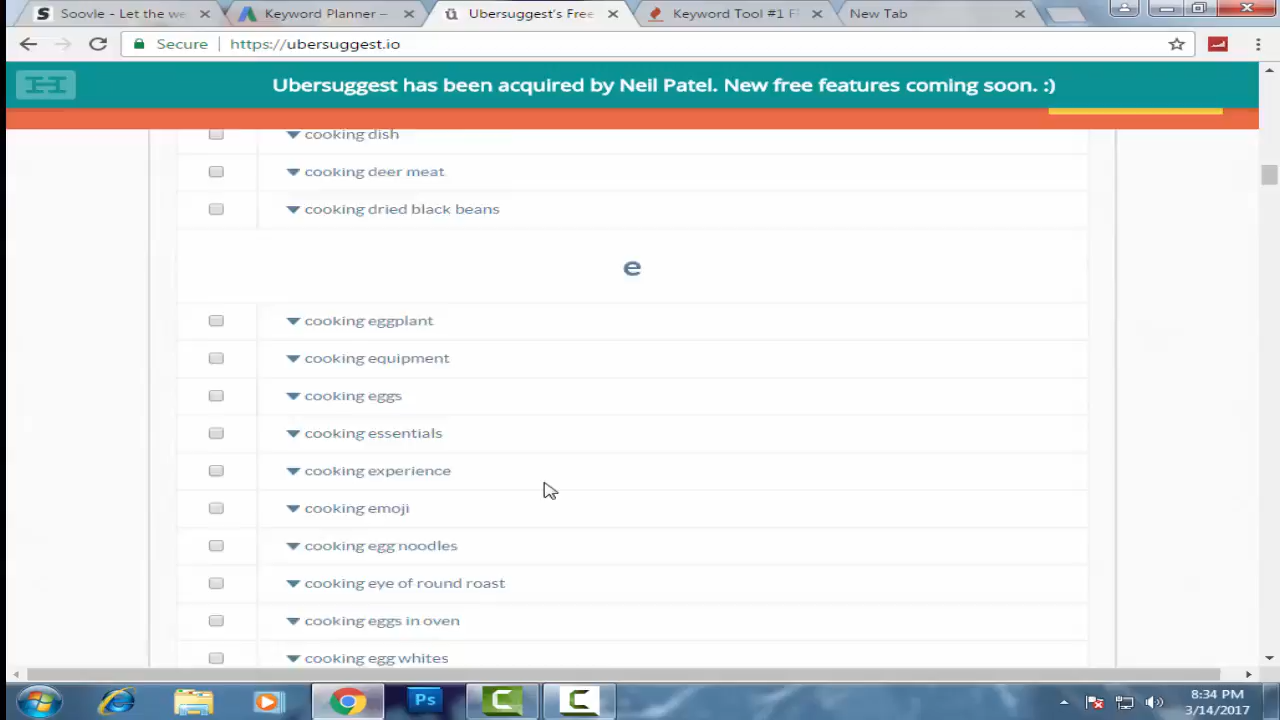 Soovle - Let the we
Keyword Planner –
Ubersuggest's Free
Keyword Tool #1 F
New Tab
Secure
https://ubersuggest.io
Ubersuggest has been acquired by Neil Patel. New free features coming soon. :)
cooking dish
cooking deer meat
cooking dried black beans
e
cooking eggplant
cooking equipment
cooking eggs
cooking essentials
cooking experience
cooking emoji
cooking egg noodles
cooking eye of round roast
cooking eggs in oven
cooking egg whites
Ps
8:34 PM
3/14/2017